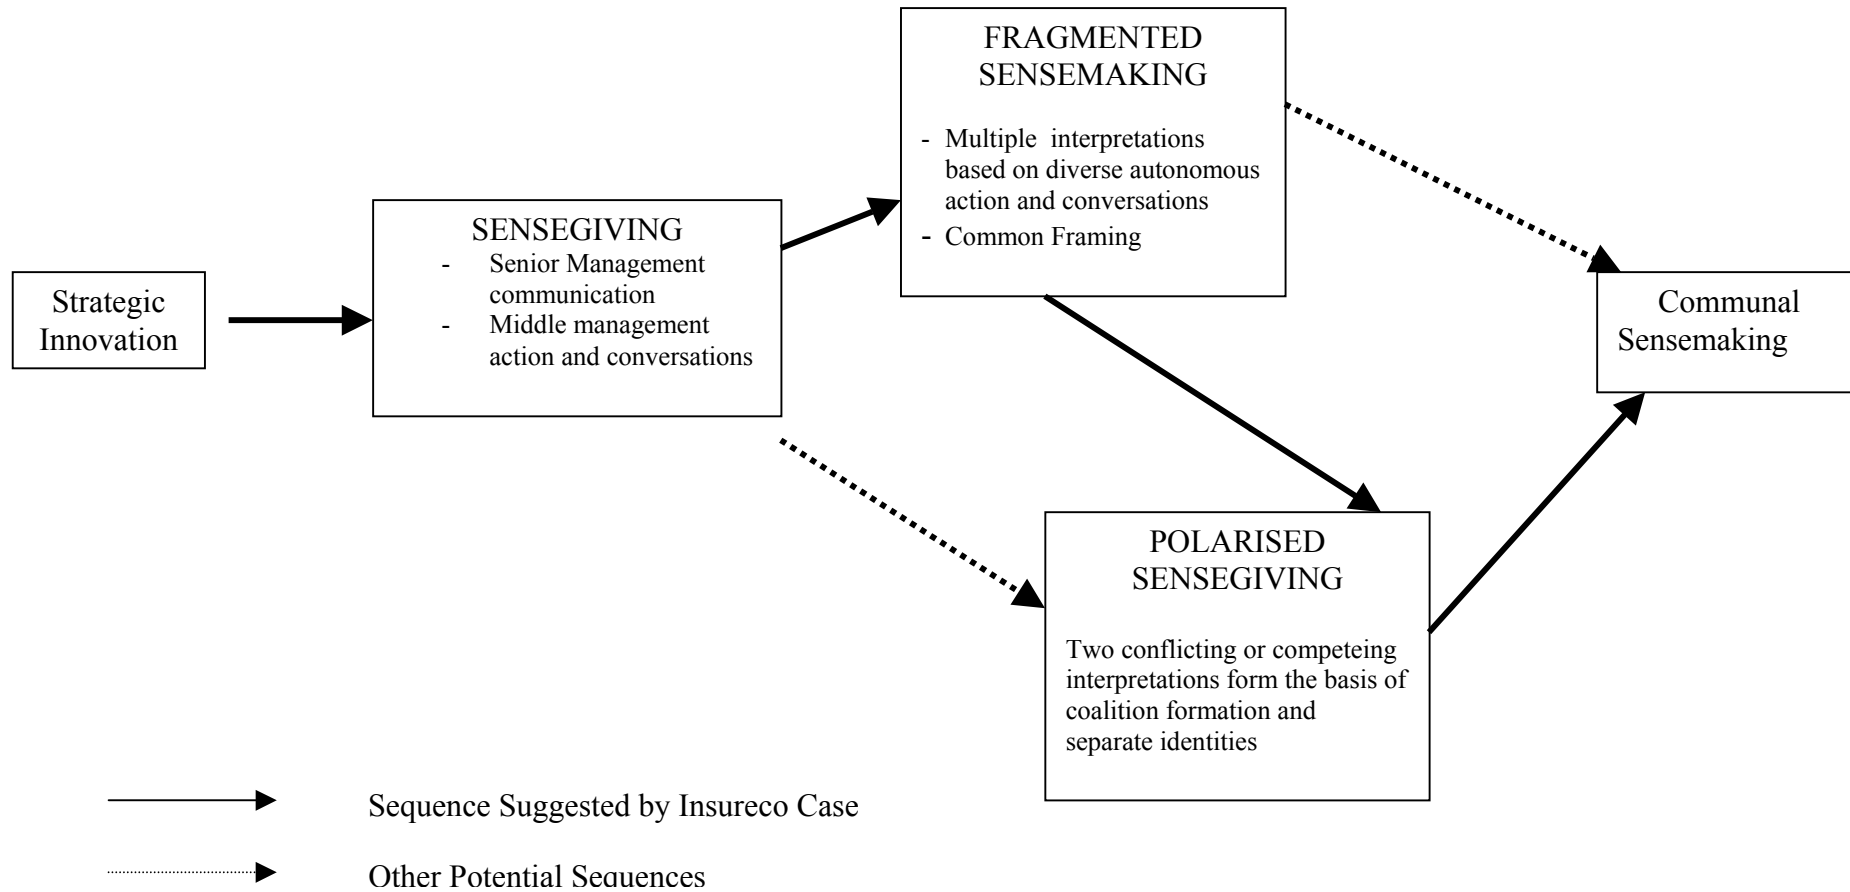 Strategic
Innovation
SENSEGIVING
- Senior Management
communication
- Middle management
action and conversations
FRAGMENTED
SENSEMAKING
- Multiple interpretations
based on diverse autonomous
action and conversations
- Common Framing
Communal
Sensemaking
POLARISED
SENSEGIVING
Two conflicting or competeing
interpretations form the basis of
coalition formation and
separate identities
Sequence Suggested by Insureco Case
Other Potential Sequences